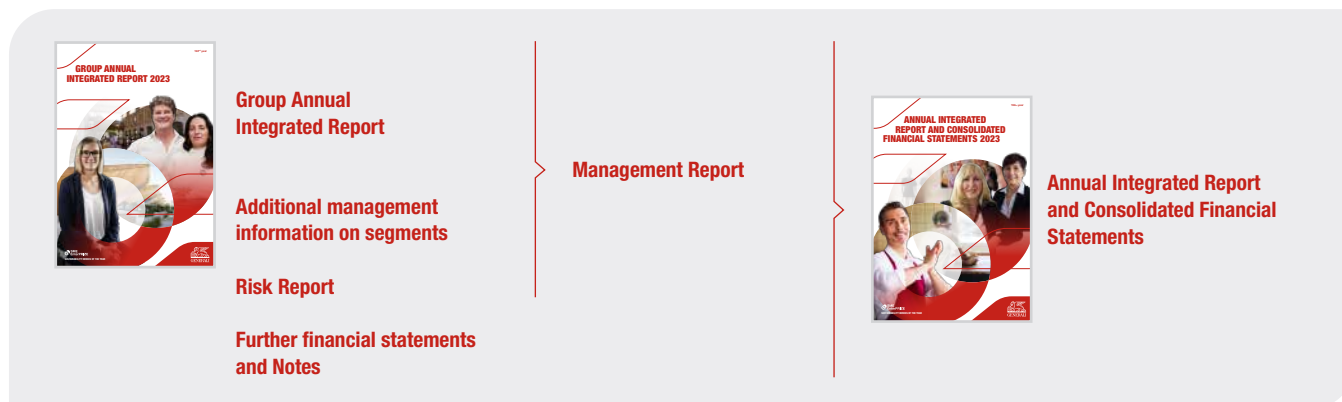 GROUP ANNUAL
INTEGRATED REPORT 2023
GENERALI
Group Annual
Integrated Report
Additional management
information on segments
Risk Report
Further financial statements
and Notes
Management Report
ANNUAL INTEGRATED
REPORT AND CONSOLIDATED
FINANCIAL STATEMENTS 2023
GENERALI
Annual Integrated Report
and Consolidated Financial
Statements